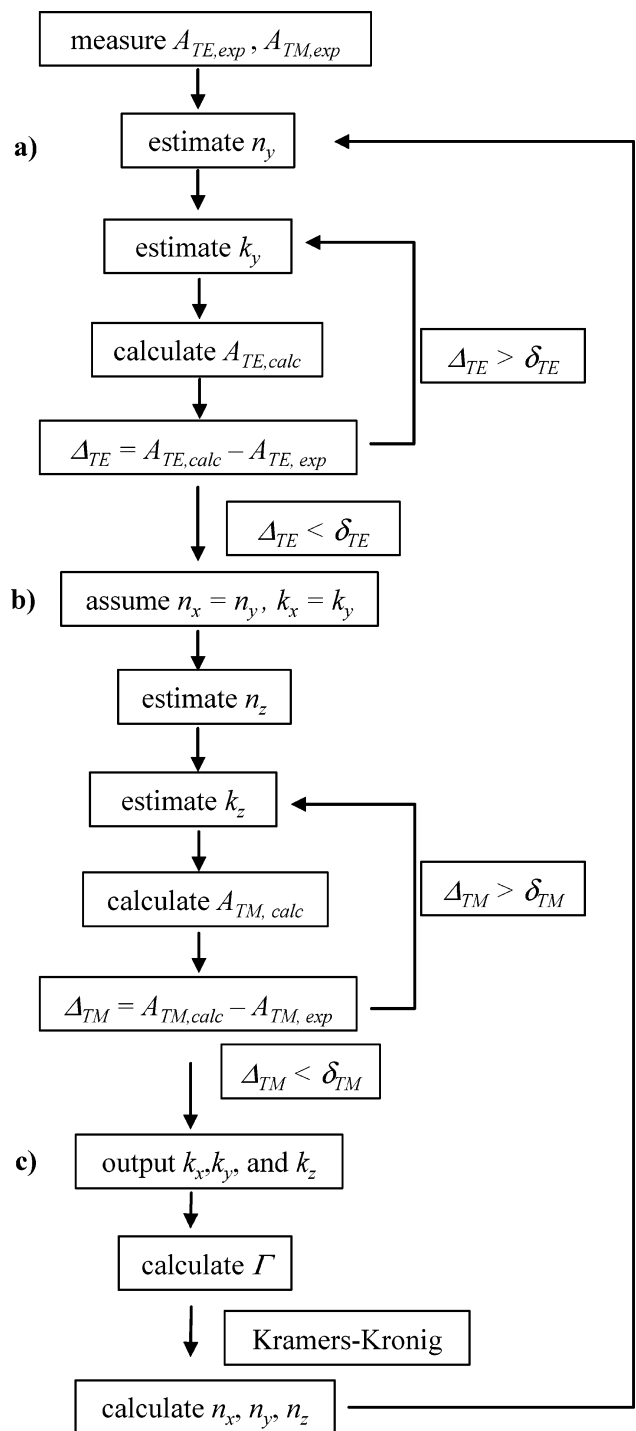 measure A_TE,exp , A_TM,exp
a)
estimate n_y
estimate k_y
calculate A_TE,calc
Δ_TE > δ_TE
Δ_TE = A_TE,calc – A_TE, exp
Δ_TE < δ_TE
b)
assume n_x = n_y, k_x = k_y
estimate n_z
estimate k_z
calculate A_TM, calc
Δ_TM > δ_TM
Δ_TM = A_TM,calc – A_TM, exp
Δ_TM < δ_TM
c)
output k_x,k_y, and k_z
calculate Γ
Kramers-Kronig
calculate n_x, n_y, n_z